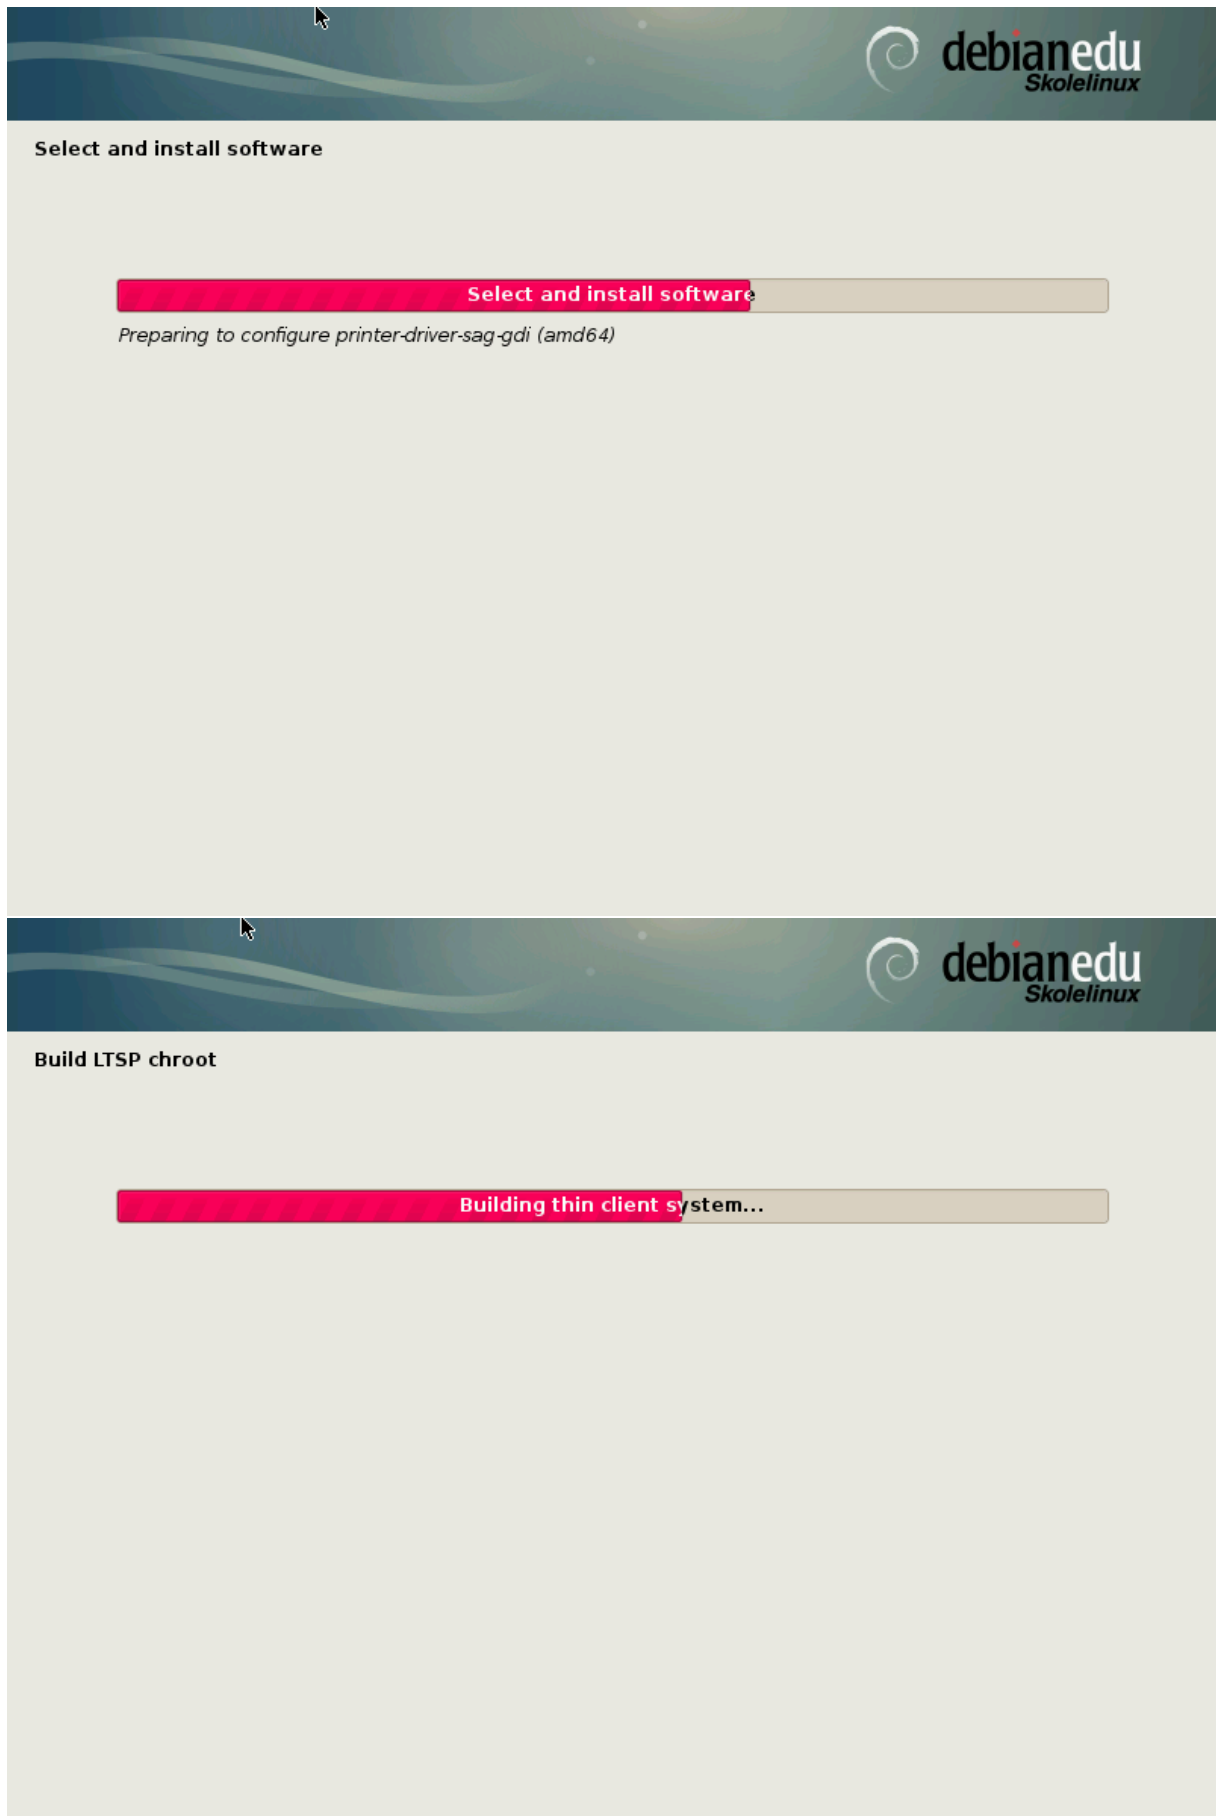 debianedu
Skolelinux
Select and install software
Select and install software
Preparing to configure printer-driver-sag-gdi (amd64)
debianedu
Skolelinux
Build LTSP chroot
Building thin client system...